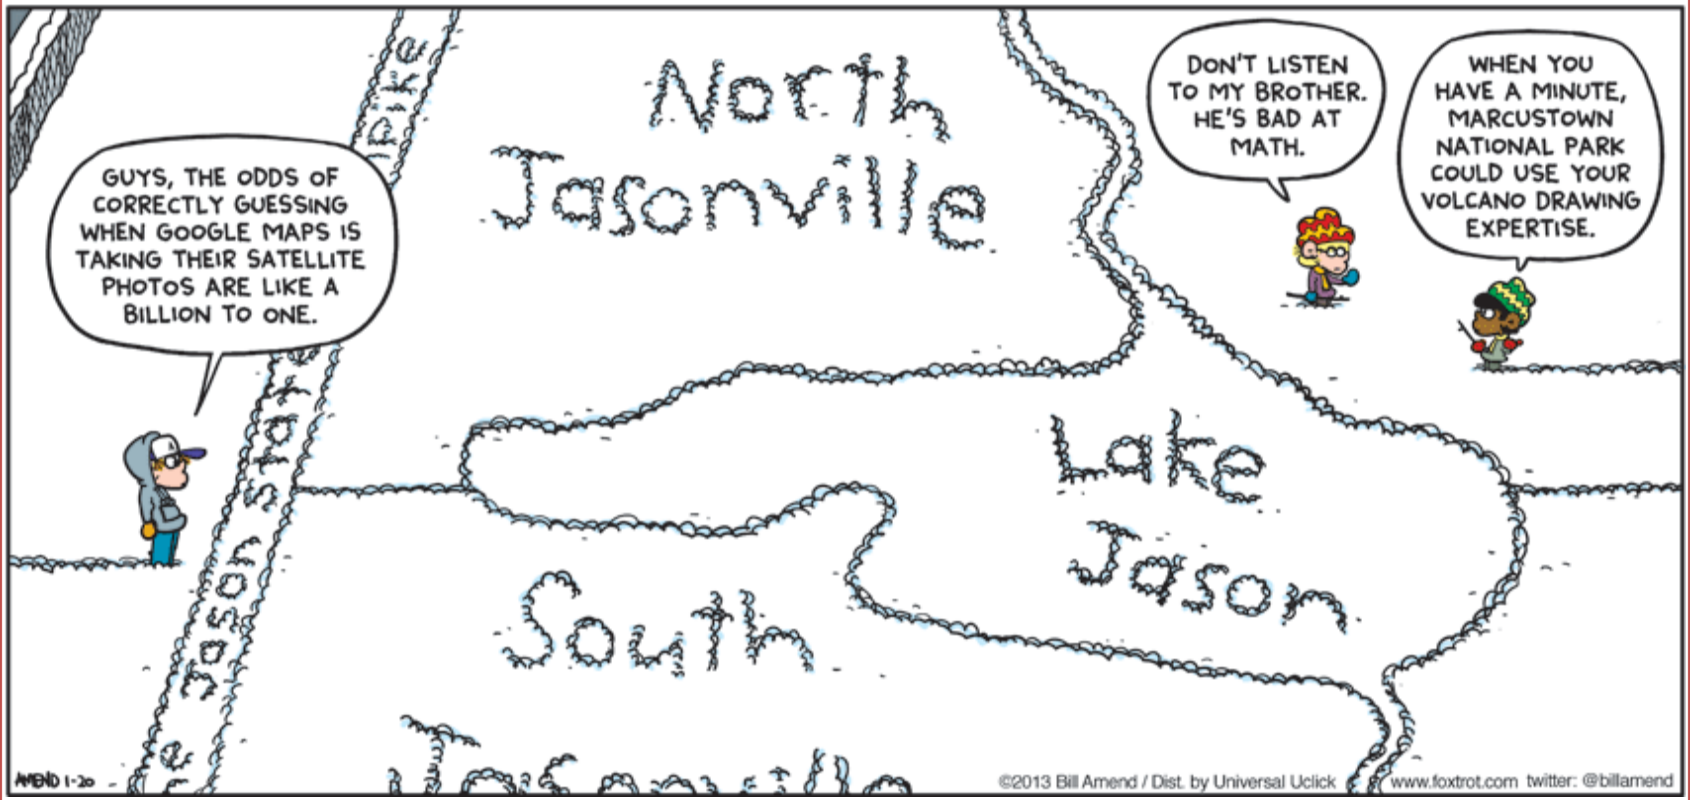 GUYS, THE ODDS OF
CORRECTLY GUESSING
WHEN GOOGLE MAPS IS
TAKING THEIR SATELLITE
PHOTOS ARE LIKE A
BILLION TO ONE.
DON'T LISTEN
TO MY BROTHER.
HE'S BAD AT
MATH.
WHEN YOU
HAVE A MINUTE,
MARCUSTOWN
NATIONAL PARK
COULD USE YOUR
VOLCANO DRAWING
EXPERTISE.
North
Jasonville
Lake
Jason
South
Jasonville
AMEND 1-20
©2013 Bill Amend / Dist. by Universal Uclick
www.foxtrot.com twitter: @billamend